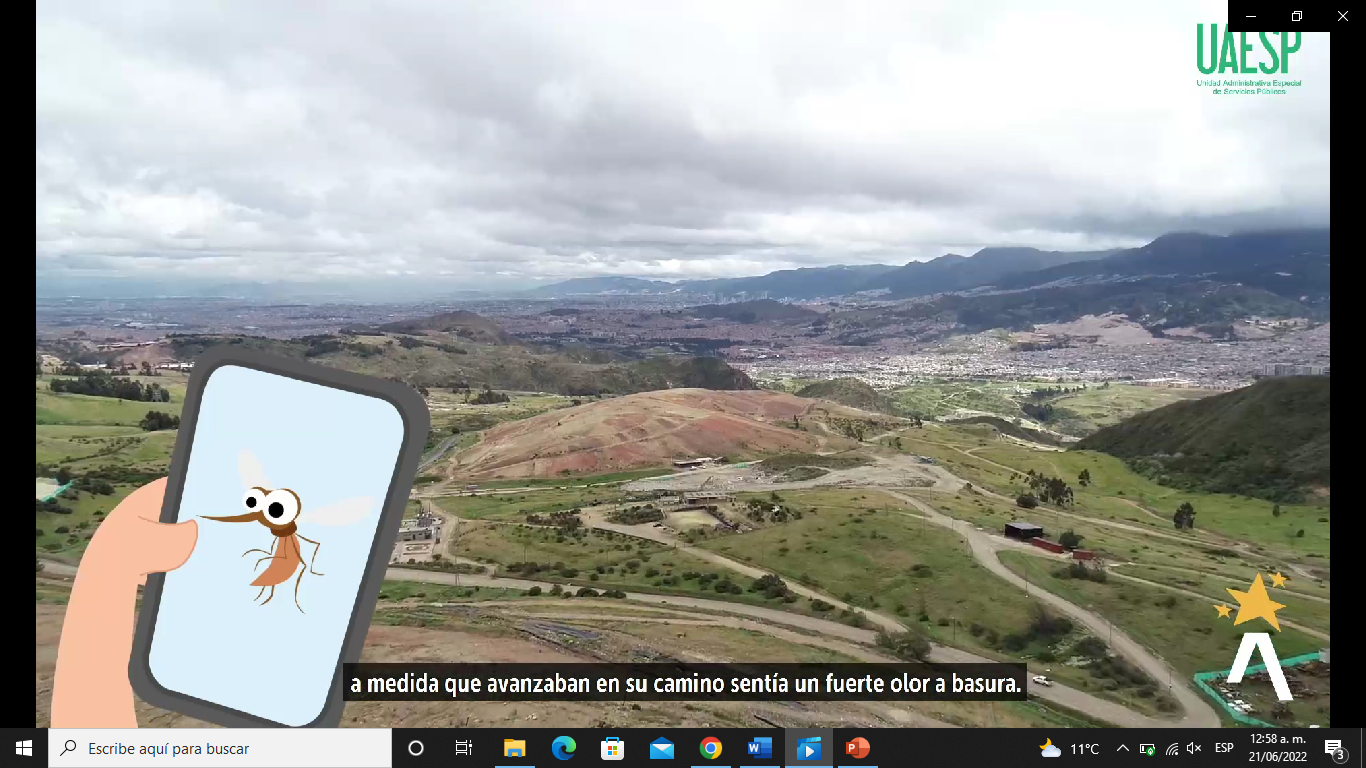 UAESP
Unidad Administrativa Especial
de Servicios Públicos
a medida que avanzaban en su camino sentía un fuerte olor a basura.
Escribe aquí para buscar
11°C
ESP
12:58 a. m.
21/06/2022
3